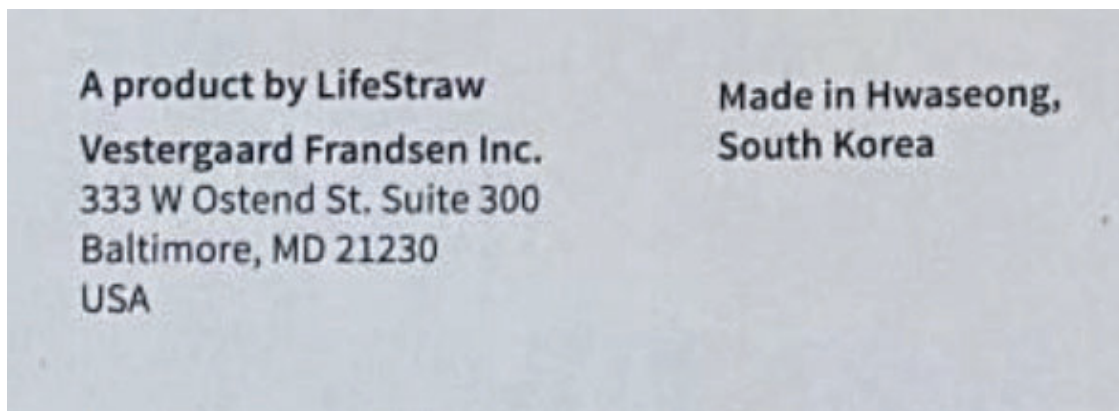 A product by LifeStraw
Vestergaard Frandsen Inc.
333 W Ostend St. Suite 300
Baltimore, MD 21230
USA
Made in Hwaseong,
South Korea